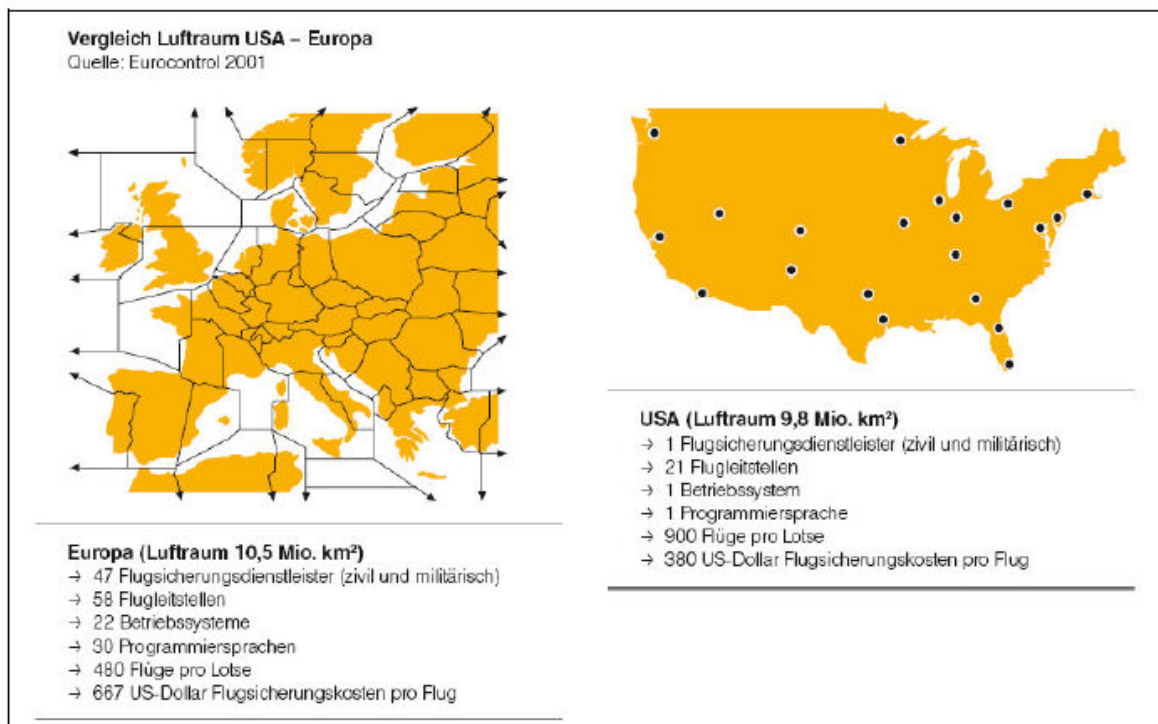 Vergleich Luftraum USA – Europa
Quelle: Eurocontrol 2001
Europa (Luftraum 10,5 Mio. km²)
→ 47 Flugsicherungsdienstleister (zivil und militärisch)
→ 58 Flugleitstellen
→ 22 Betriebssysteme
→ 30 Programmiersprachen
→ 480 Flüge pro Lotse
→ 667 US-Dollar Flugsicherungskosten pro Flug
USA (Luftraum 9,8 Mio. km²)
→ 1 Flugsicherungsdienstleister (zivil und militärisch)
→ 21 Flugleitstellen
→ 1 Betriebssystem
→ 1 Programmiersprache
→ 900 Flüge pro Lotse
→ 380 US-Dollar Flugsicherungskosten pro Flug